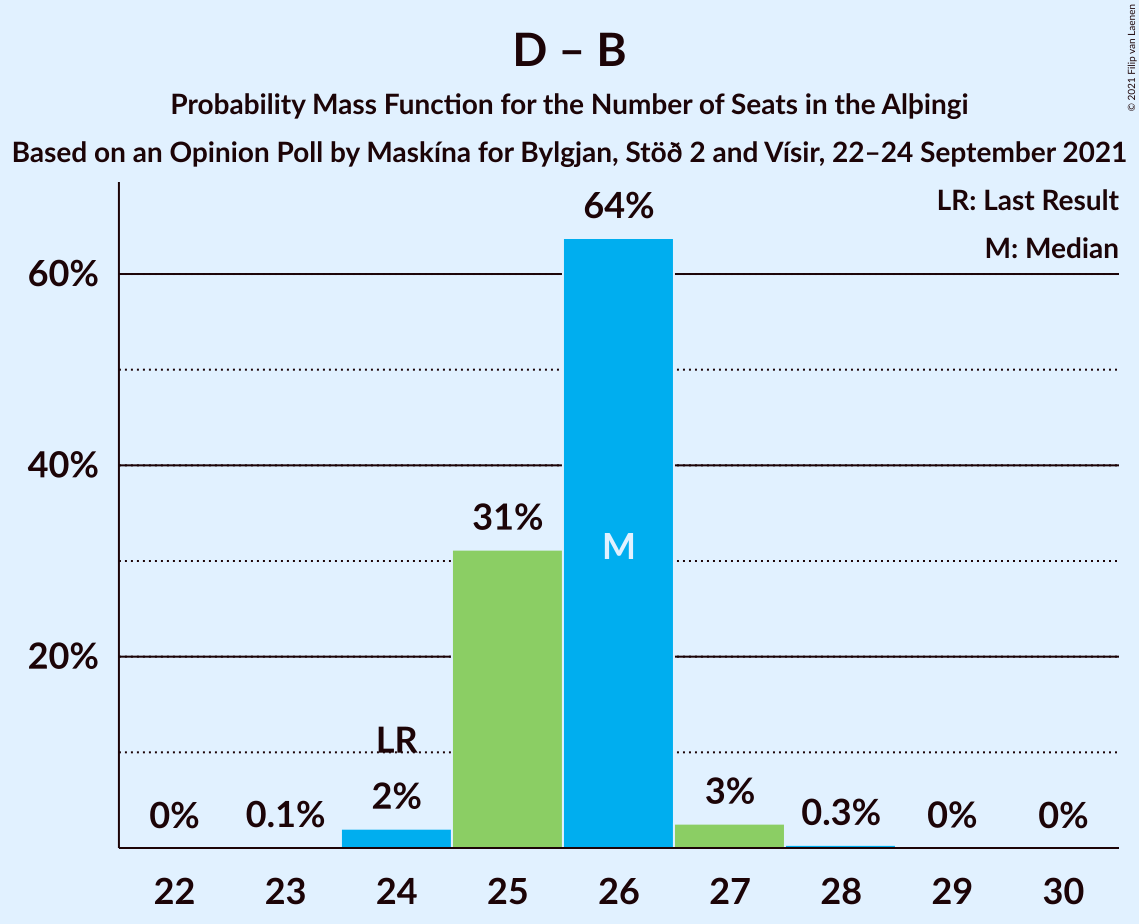 D – B
Probability Mass Function for the Number of Seats in the Alþingi
Based on an Opinion Poll by Maskína for Bylgjan, Stöð 2 and Vísir, 22–24 September 2021
© 2021 Filip van Laenen
LR: Last Result
M: Median
60%
40%
20%
0%
0.1%
LR
2%
31%
64%
M
3%
0.3%
0%
0%
22 23 24 25 26 27 28 29 30